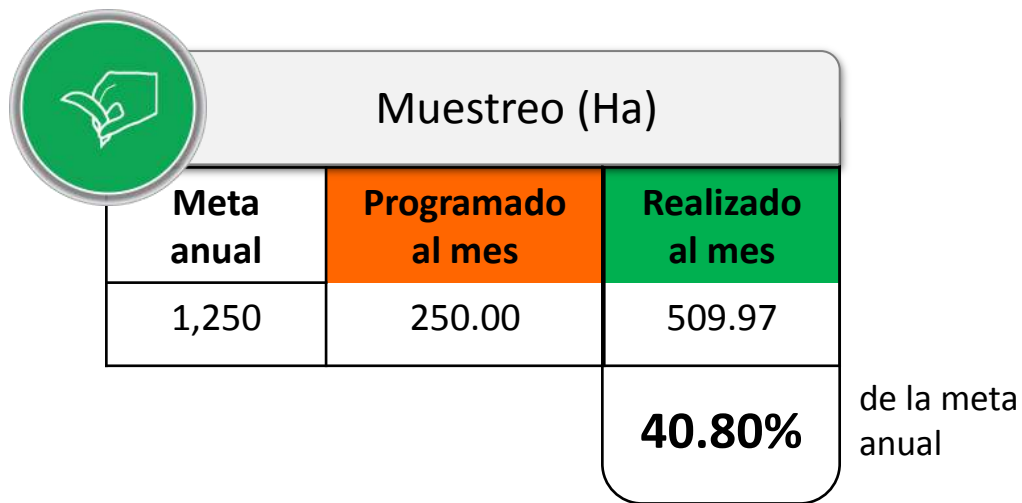 Muestreo (Ha)
Meta anual
Programado al mes
Realizado al mes
1,250
250.00
509.97
40.80%
de la meta anual